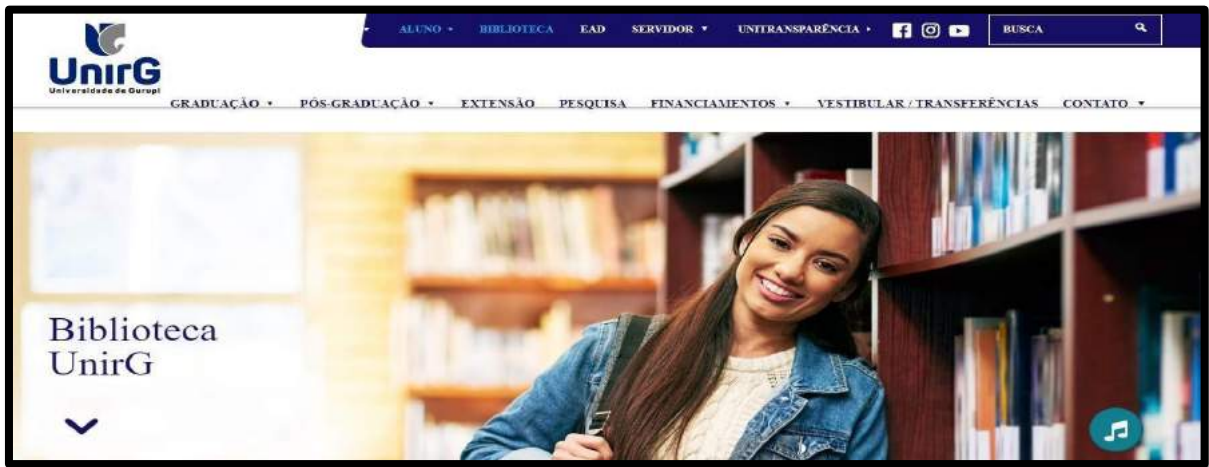 ALUNO BIBLIOTECA EAD SERVIDOR UNITRANSPARÊNCIA BUSCA
UnirG
Universidade de Gurupi
GRADUAÇÃO PÓS-GRADUAÇÃO EXTENSÃO PESQUISA FINANCIAMENTOS VESTIBULAR / TRANSFERÊNCIAS CONTATO
Biblioteca
UnirG